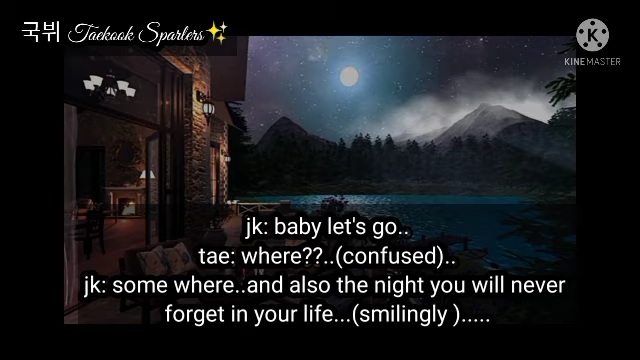 국뷔 Taekook Sparlers✨
KINEMASTER
jk: baby let's go..
tae: where??..(confused)..
jk: some where..and also the night you will never
forget in your life...(smilingly ).....